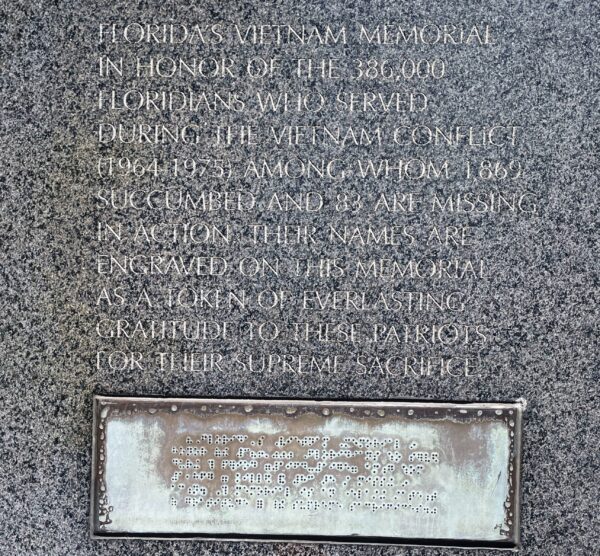 FLORIDA'S VIETNAM MEMORIAL
IN HONOR OF THE 386,000
FLORIDIANS WHO SERVED
DURING THE VIETNAM CONFLICT
(1964-1975) AMONG WHOM 1869
SUCCUMBED AND 83 ARE MISSING
IN ACTION. THEIR NAMES ARE
ENGRAVED ON THIS MEMORIAL
AS A TOKEN OF EVERLASTING
GRATITUDE TO THESE PATRIOTS
FOR THEIR SUPREME SACRIFICE.